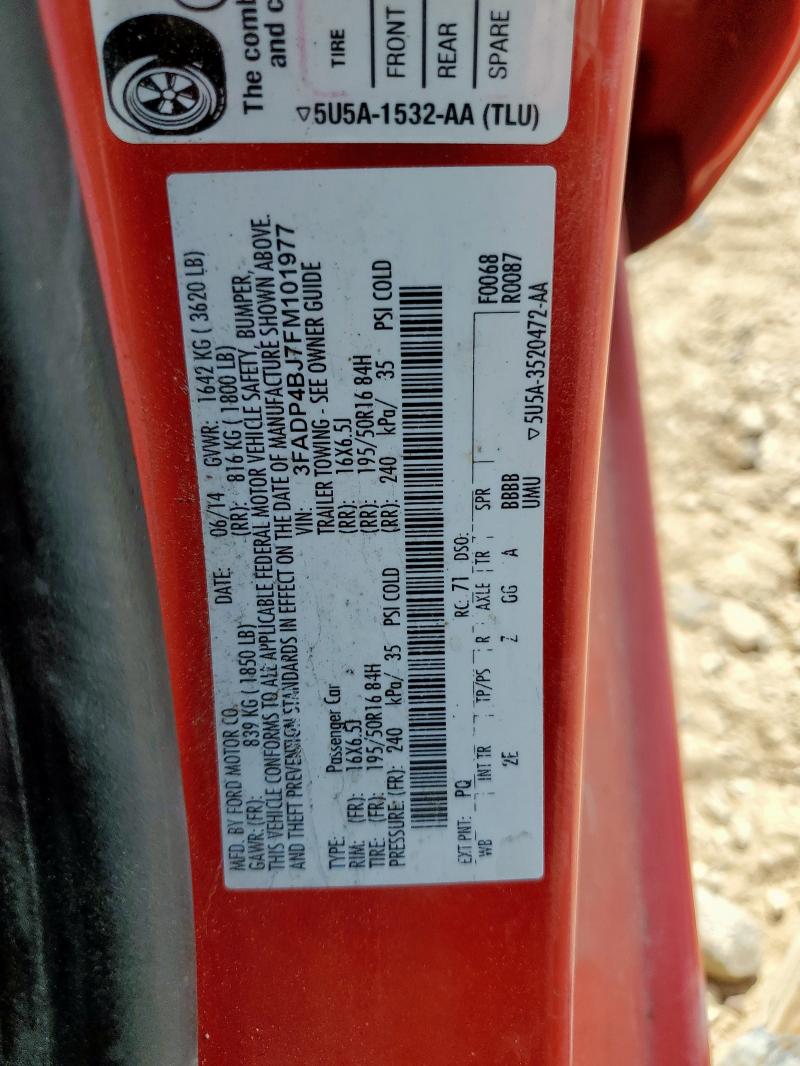 The comb
and c
TIRE
FRONT
REAR
SPARE
▽5U5A-1532-AA (TLU)
MFD. BY FORD MOTOR CO.
DATE: 06/14 GVWR: 1642 KG ( 3620 LB)
GAWR:(FR): 839 KG ( 1850 LB) (RR): 816 KG ( 1800 LB)
THIS VEHICLE CONFORMS TO ALL APPLICABLE FEDERAL MOTOR VEHICLE SAFETY, BUMPER,
AND THEFT PREVENTION STANDARDS IN EFFECT ON THE DATE OF MANUFACTURE SHOWN ABOVE.
VIN: 3FADP4BJ7FM101977
TYPE: Passenger Car TRAILER TOWING - SEE OWNER GUIDE
RIM: (FR): 16X6.5J (RR): 16X6.5J
TIRE: (FR): 195/50R16 84H (RR): 195/50R16 84H
PRESSURE:(FR): 240 kPa/ 35 PSI COLD (RR): 240 kPa/ 35 PSI COLD
EXT PNT: PQ RC: 71 DSO: F0068
WB INT TR TP/PS R AXLE TR SPR R0087
2E Z GG A BBBB
UMU ▽5U5A-3520472-AA